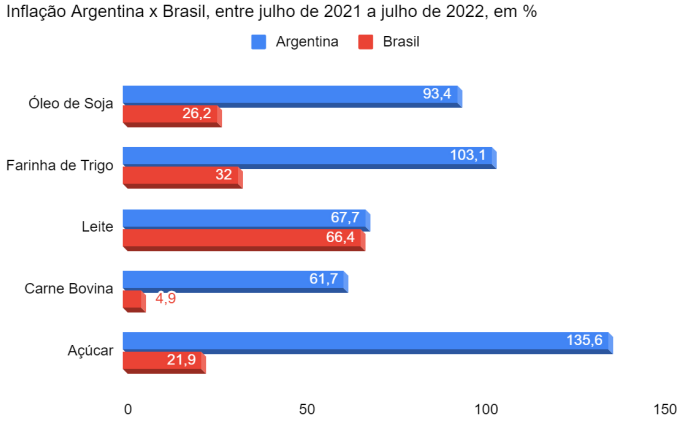 Inflação Argentina x Brasil, entre julho de 2021 a julho de 2022, em %
Argentina Brasil
Óleo de Soja 93,4
26,2
Farinha de Trigo 103,1
32
Leite 67,7
66,4
Carne Bovina 61,7
4,9
Açúcar 135,6
21,9
0 50 100 150